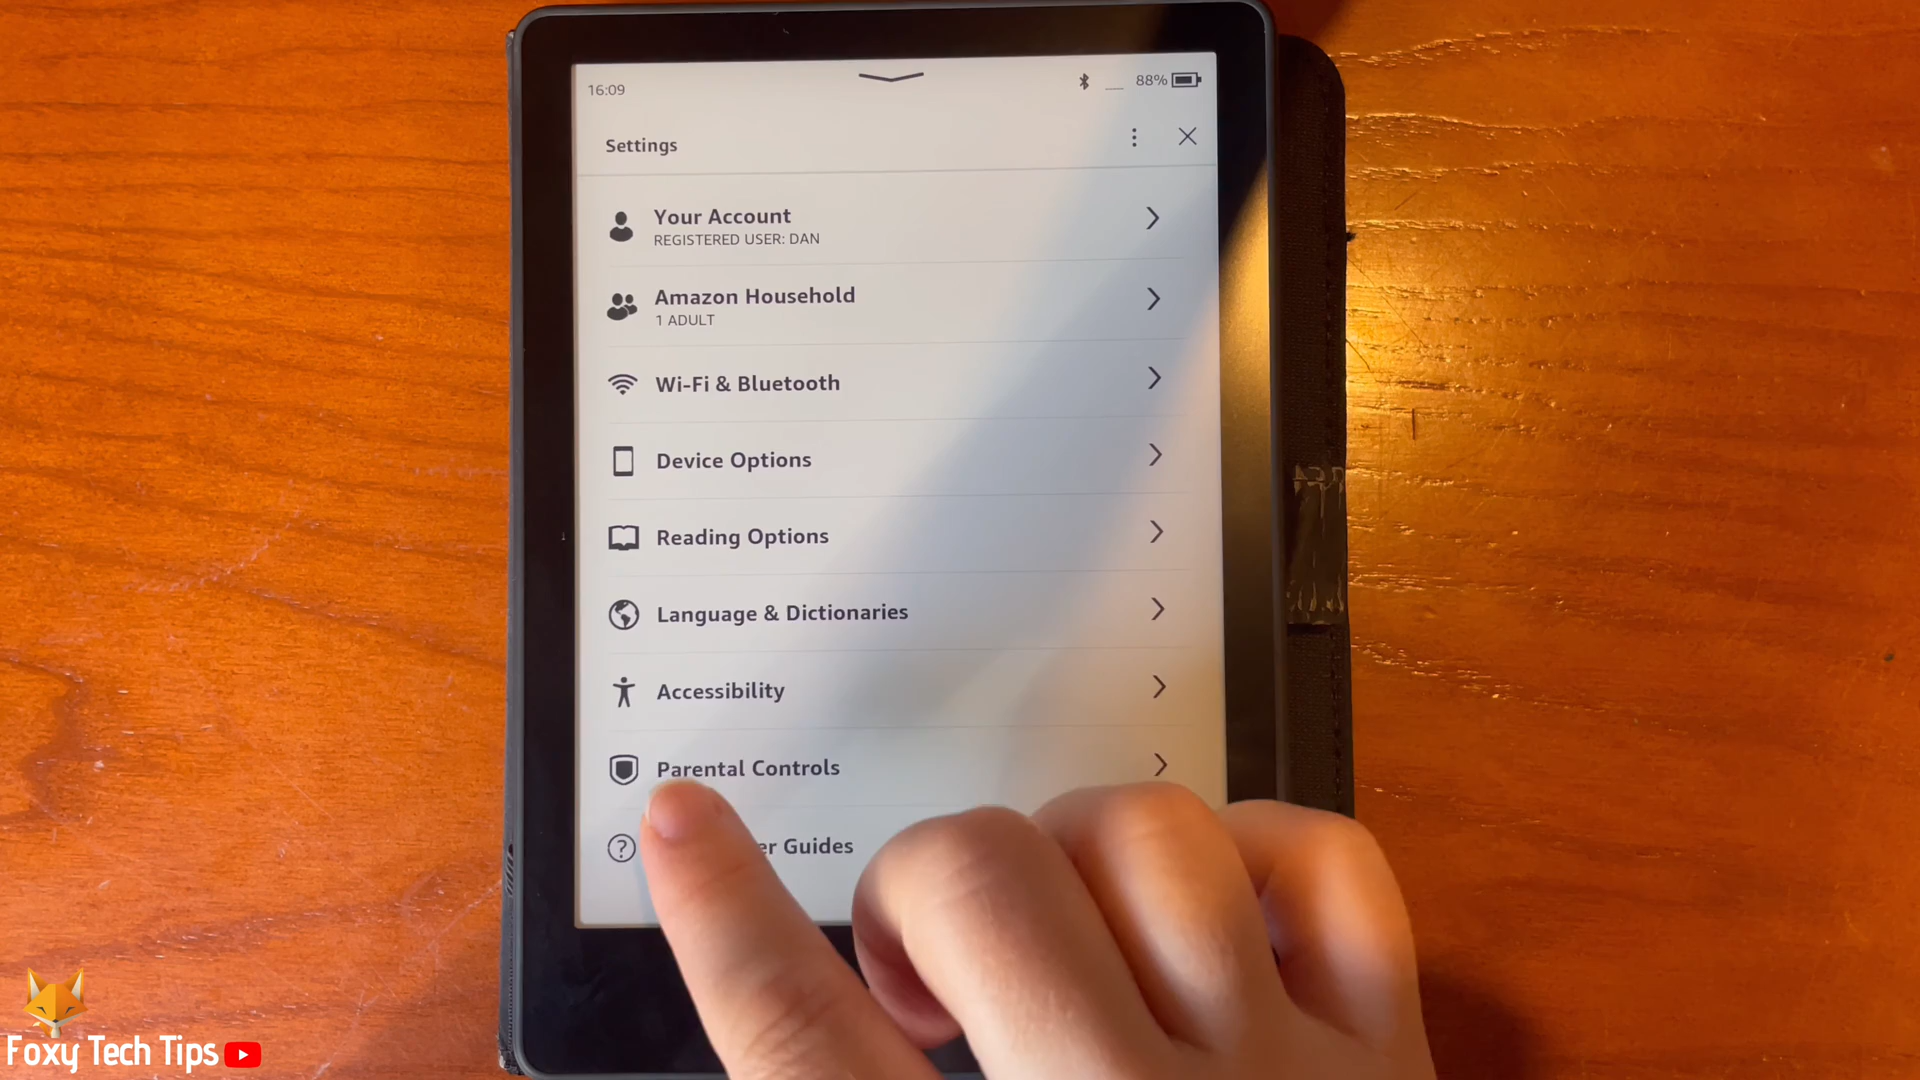 16:09
88%
Settings
Your Account
REGISTERED USER: DAN
Amazon Household
1 ADULT
Wi-Fi & Bluetooth
Device Options
Reading Options
Language & Dictionaries
Accessibility
Parental Controls
Guides
Foxy Tech Tips